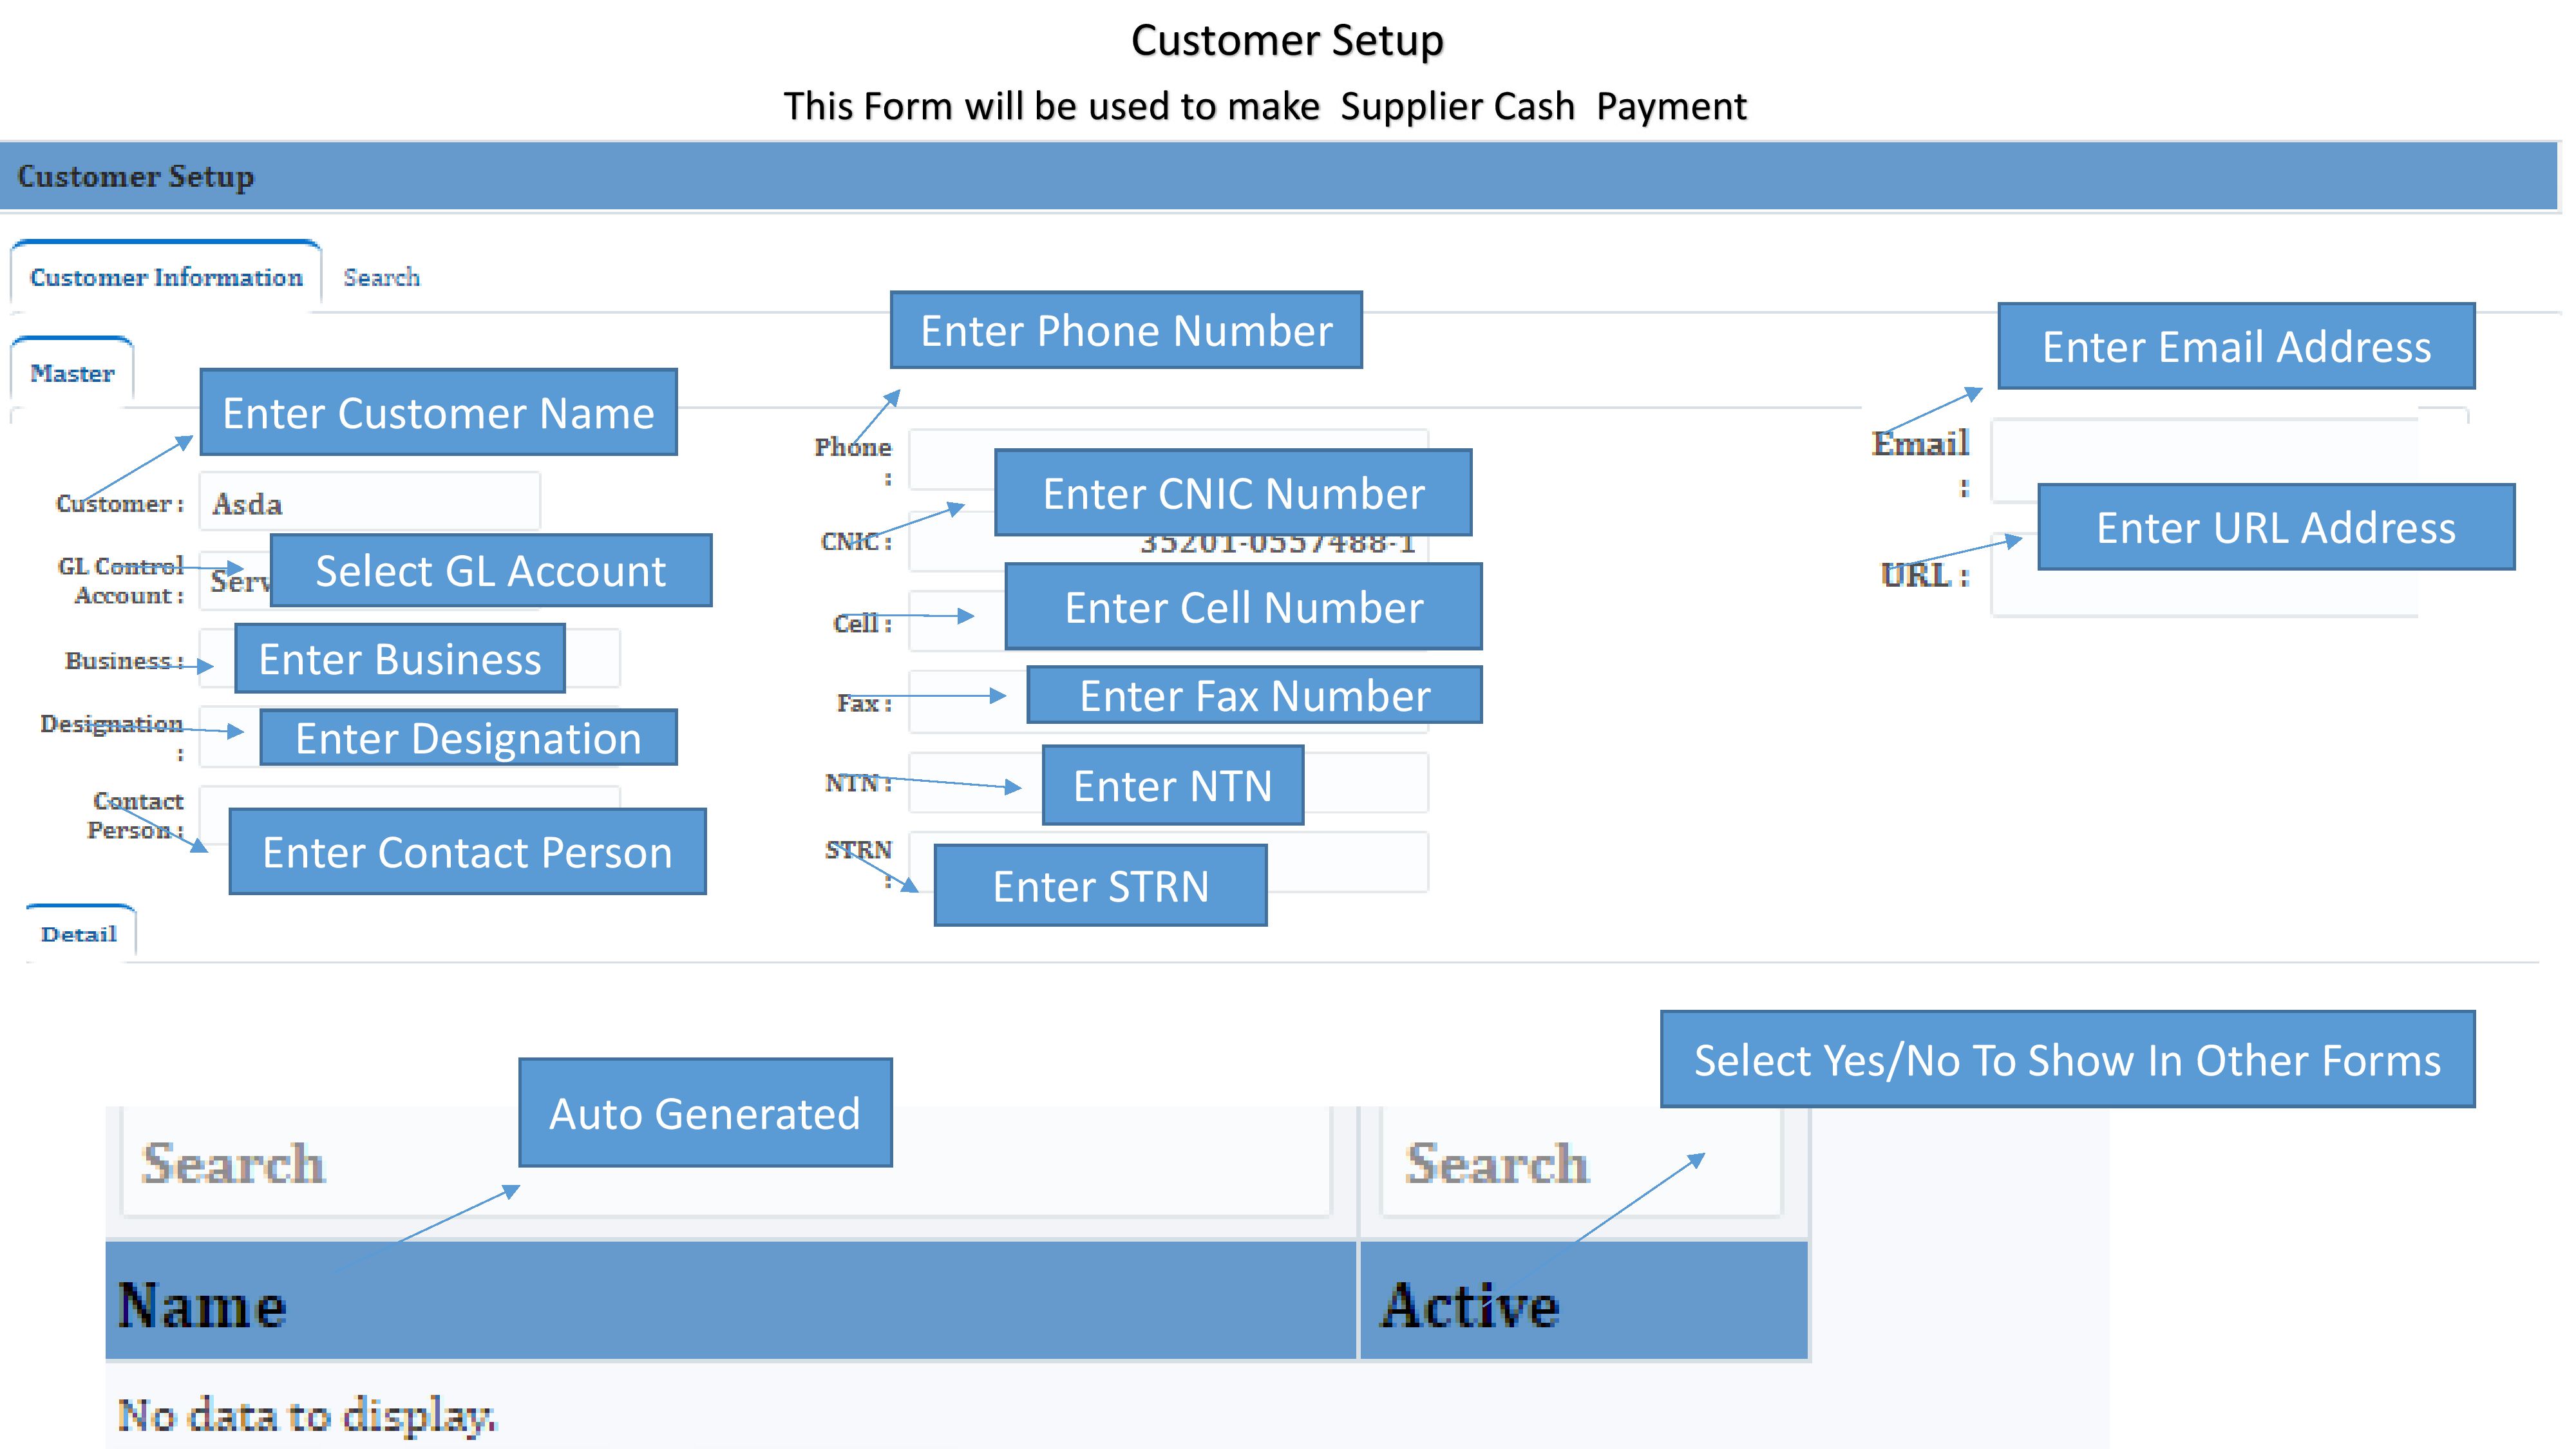 Customer Setup
This Form will be used to make Supplier Cash Payment
Customer Setup
Customer Information
Search
Master
Enter Customer Name
Customer :
Asda
GL Control
Account :
Serv
Select GL Account
Business :
Enter Business
Designation
:
Enter Designation
Contact
Person :
Enter Contact Person
Enter Phone Number
Phone
:
Enter CNIC Number
CNIC :
35201-0557488-1
Cell :
Enter Cell Number
Fax :
Enter Fax Number
NTN :
Enter NTN
STRN
:
Enter STRN
Enter Email Address
Email
:
Enter URL Address
URL :
Detail
Auto Generated
Select Yes/No To Show In Other Forms
Search
Search
Name
Active
No data to display.